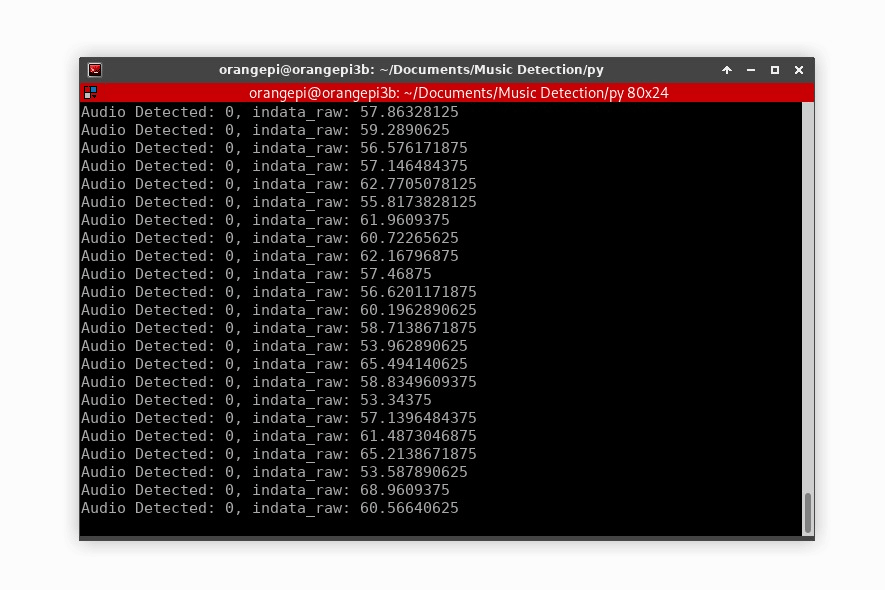 orangepi@orangepi3b: ~/Documents/Music Detection/py
orangepi@orangepi3b: ~/Documents/Music Detection/py 80x24
Audio Detected: 0, indata_raw: 57.86328125
Audio Detected: 0, indata_raw: 59.2890625
Audio Detected: 0, indata_raw: 56.576171875
Audio Detected: 0, indata_raw: 57.146484375
Audio Detected: 0, indata_raw: 62.7705078125
Audio Detected: 0, indata_raw: 55.8173828125
Audio Detected: 0, indata_raw: 61.9609375
Audio Detected: 0, indata_raw: 60.72265625
Audio Detected: 0, indata_raw: 62.16796875
Audio Detected: 0, indata_raw: 57.46875
Audio Detected: 0, indata_raw: 56.6201171875
Audio Detected: 0, indata_raw: 60.1962890625
Audio Detected: 0, indata_raw: 58.7138671875
Audio Detected: 0, indata_raw: 53.962890625
Audio Detected: 0, indata_raw: 65.494140625
Audio Detected: 0, indata_raw: 58.8349609375
Audio Detected: 0, indata_raw: 53.34375
Audio Detected: 0, indata_raw: 57.1396484375
Audio Detected: 0, indata_raw: 61.4873046875
Audio Detected: 0, indata_raw: 65.2138671875
Audio Detected: 0, indata_raw: 53.587890625
Audio Detected: 0, indata_raw: 68.9609375
Audio Detected: 0, indata_raw: 60.56640625